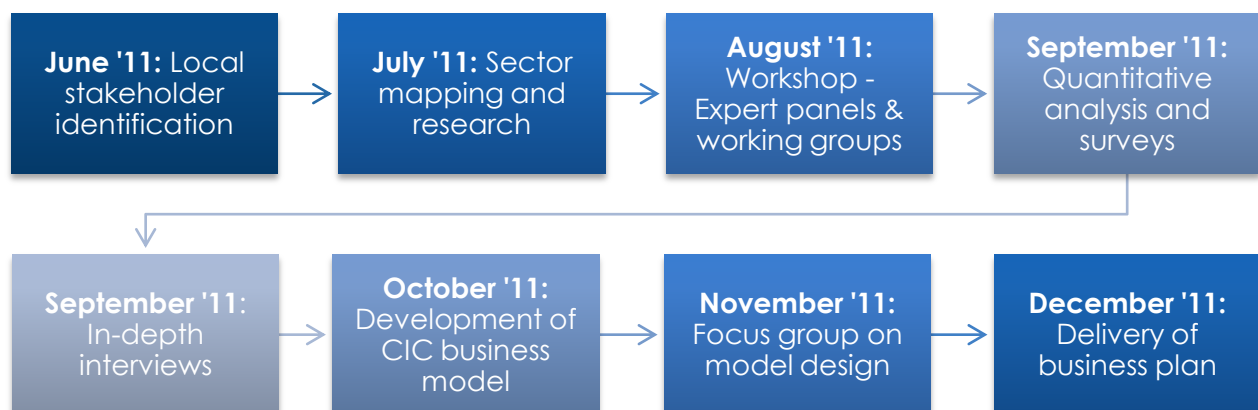 June '11: Local
stakeholder
identification
July '11: Sector
mapping and
research
August '11:
Workshop -
Expert panels &
working groups
September '11:
Quantitative
analysis and
surveys
September '11:
In-depth
interviews
October '11:
Development of
CIC business
model
November '11:
Focus group on
model design
December '11:
Delivery of
business plan